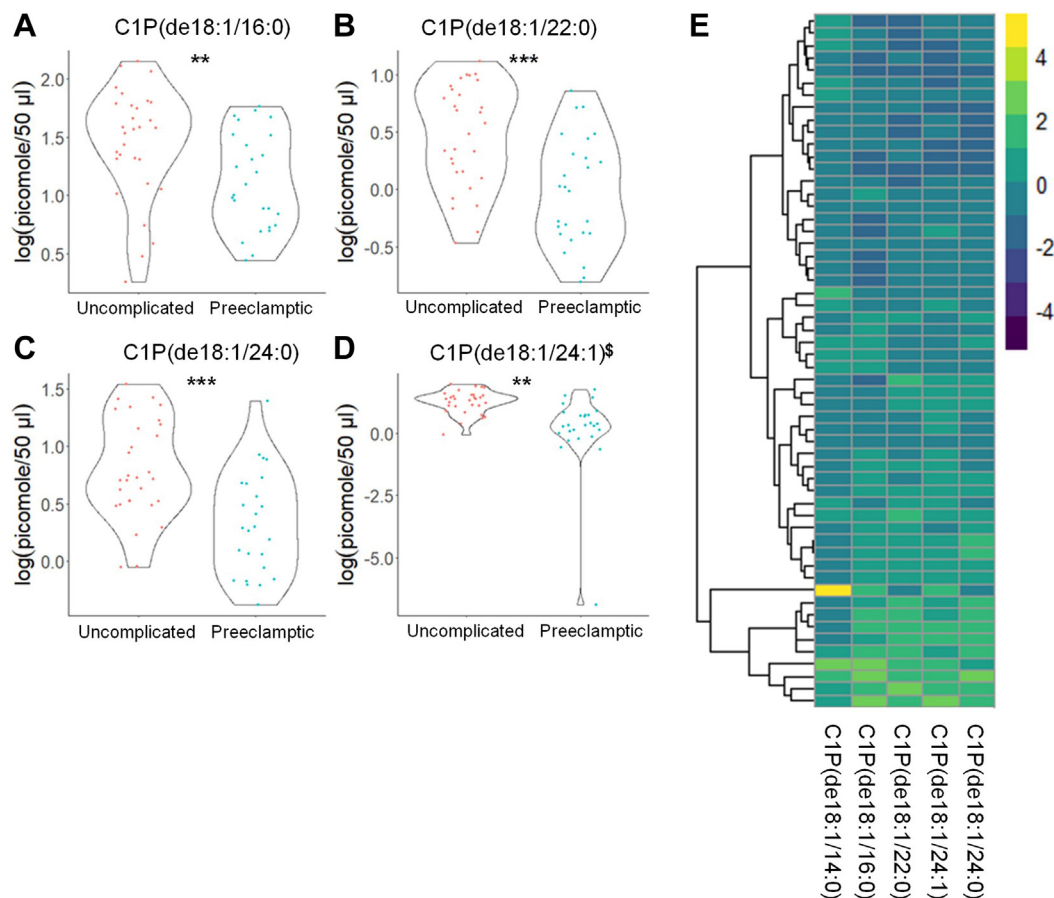 A
C1P(de18:1/16:0)
**
log(picomole/50 µl)
2.0
1.5
1.0
0.5
Uncomplicated
Preeclamptic
B
C1P(de18:1/22:0)
***
log(picomole/50 µl)
1.0
0.5
0.0
-0.5
Uncomplicated
Preeclamptic
C
C1P(de18:1/24:0)
***
log(picomole/50 µl)
1.5
1.0
0.5
0.0
Uncomplicated
Preeclamptic
D
C1P(de18:1/24:1)$
**
log(picomole/50 µl)
0.0
-2.5
-5.0
Uncomplicated
Preeclamptic
E
4
2
0
-2
-4
C1P(de18:1/14:0)
C1P(de18:1/16:0)
C1P(de18:1/22:0)
C1P(de18:1/24:1)
C1P(de18:1/24:0)